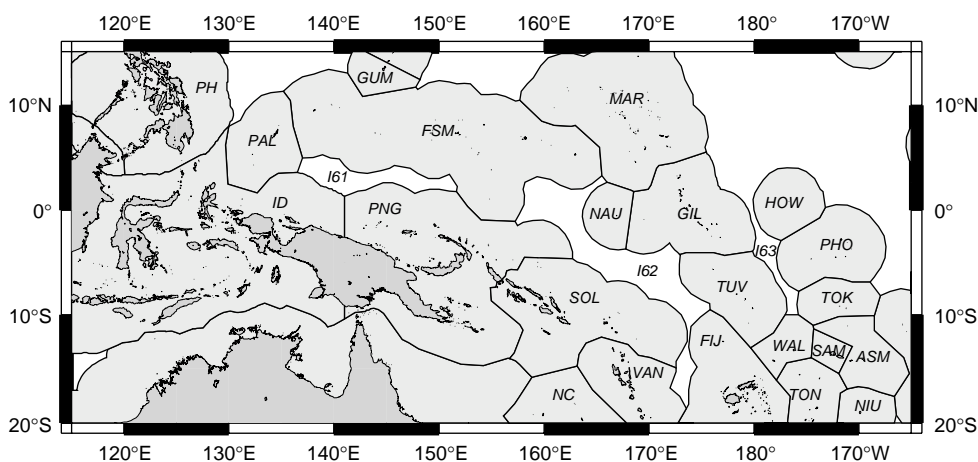 120°E 130°E 140°E 150°E 160°E 170°E 180° 170°W
GUM
PH
MAR
10°N 10°N
FSM
PAL
I61
ID PNG NAU GIL HOW
0° 0°
PHO
I63
I62
TUV
SOL TOK
10°S 10°S
FIJ
WAL SAM ASM
VAN
NC TON NIU
20°S 20°S
120°E 130°E 140°E 150°E 160°E 170°E 180° 170°W